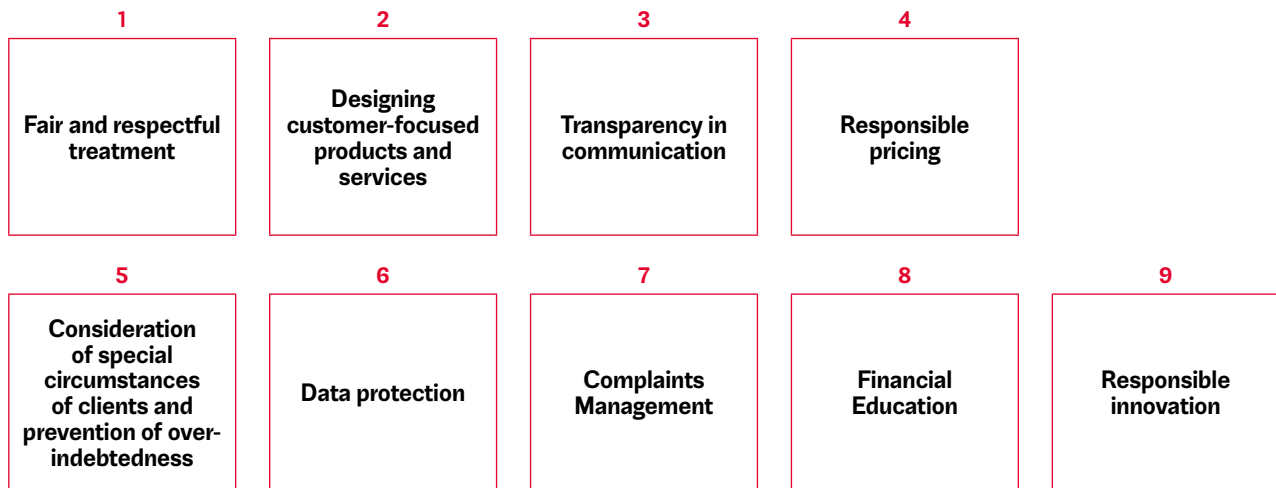 1
2
3
4
Fair and respectful
treatment
Designing
customer-focused
products and
services
Transparency in
communication
Responsible
pricing
5
6
7
8
9
Consideration
of special
circumstances
of clients and
prevention of over-
indebtedness
Data protection
Complaints
Management
Financial
Education
Responsible
innovation